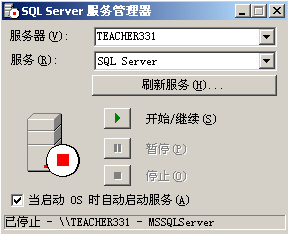 SQL Server 服务管理器
服务器(V): TEACHER331
服务(R): SQL Server
刷新服务(H)...
开始/继续(S)
暂停(P)
停止(O)
当启动 OS 时自动启动服务(A)
已停止 - \\TEACHER331 - MSSQLServer